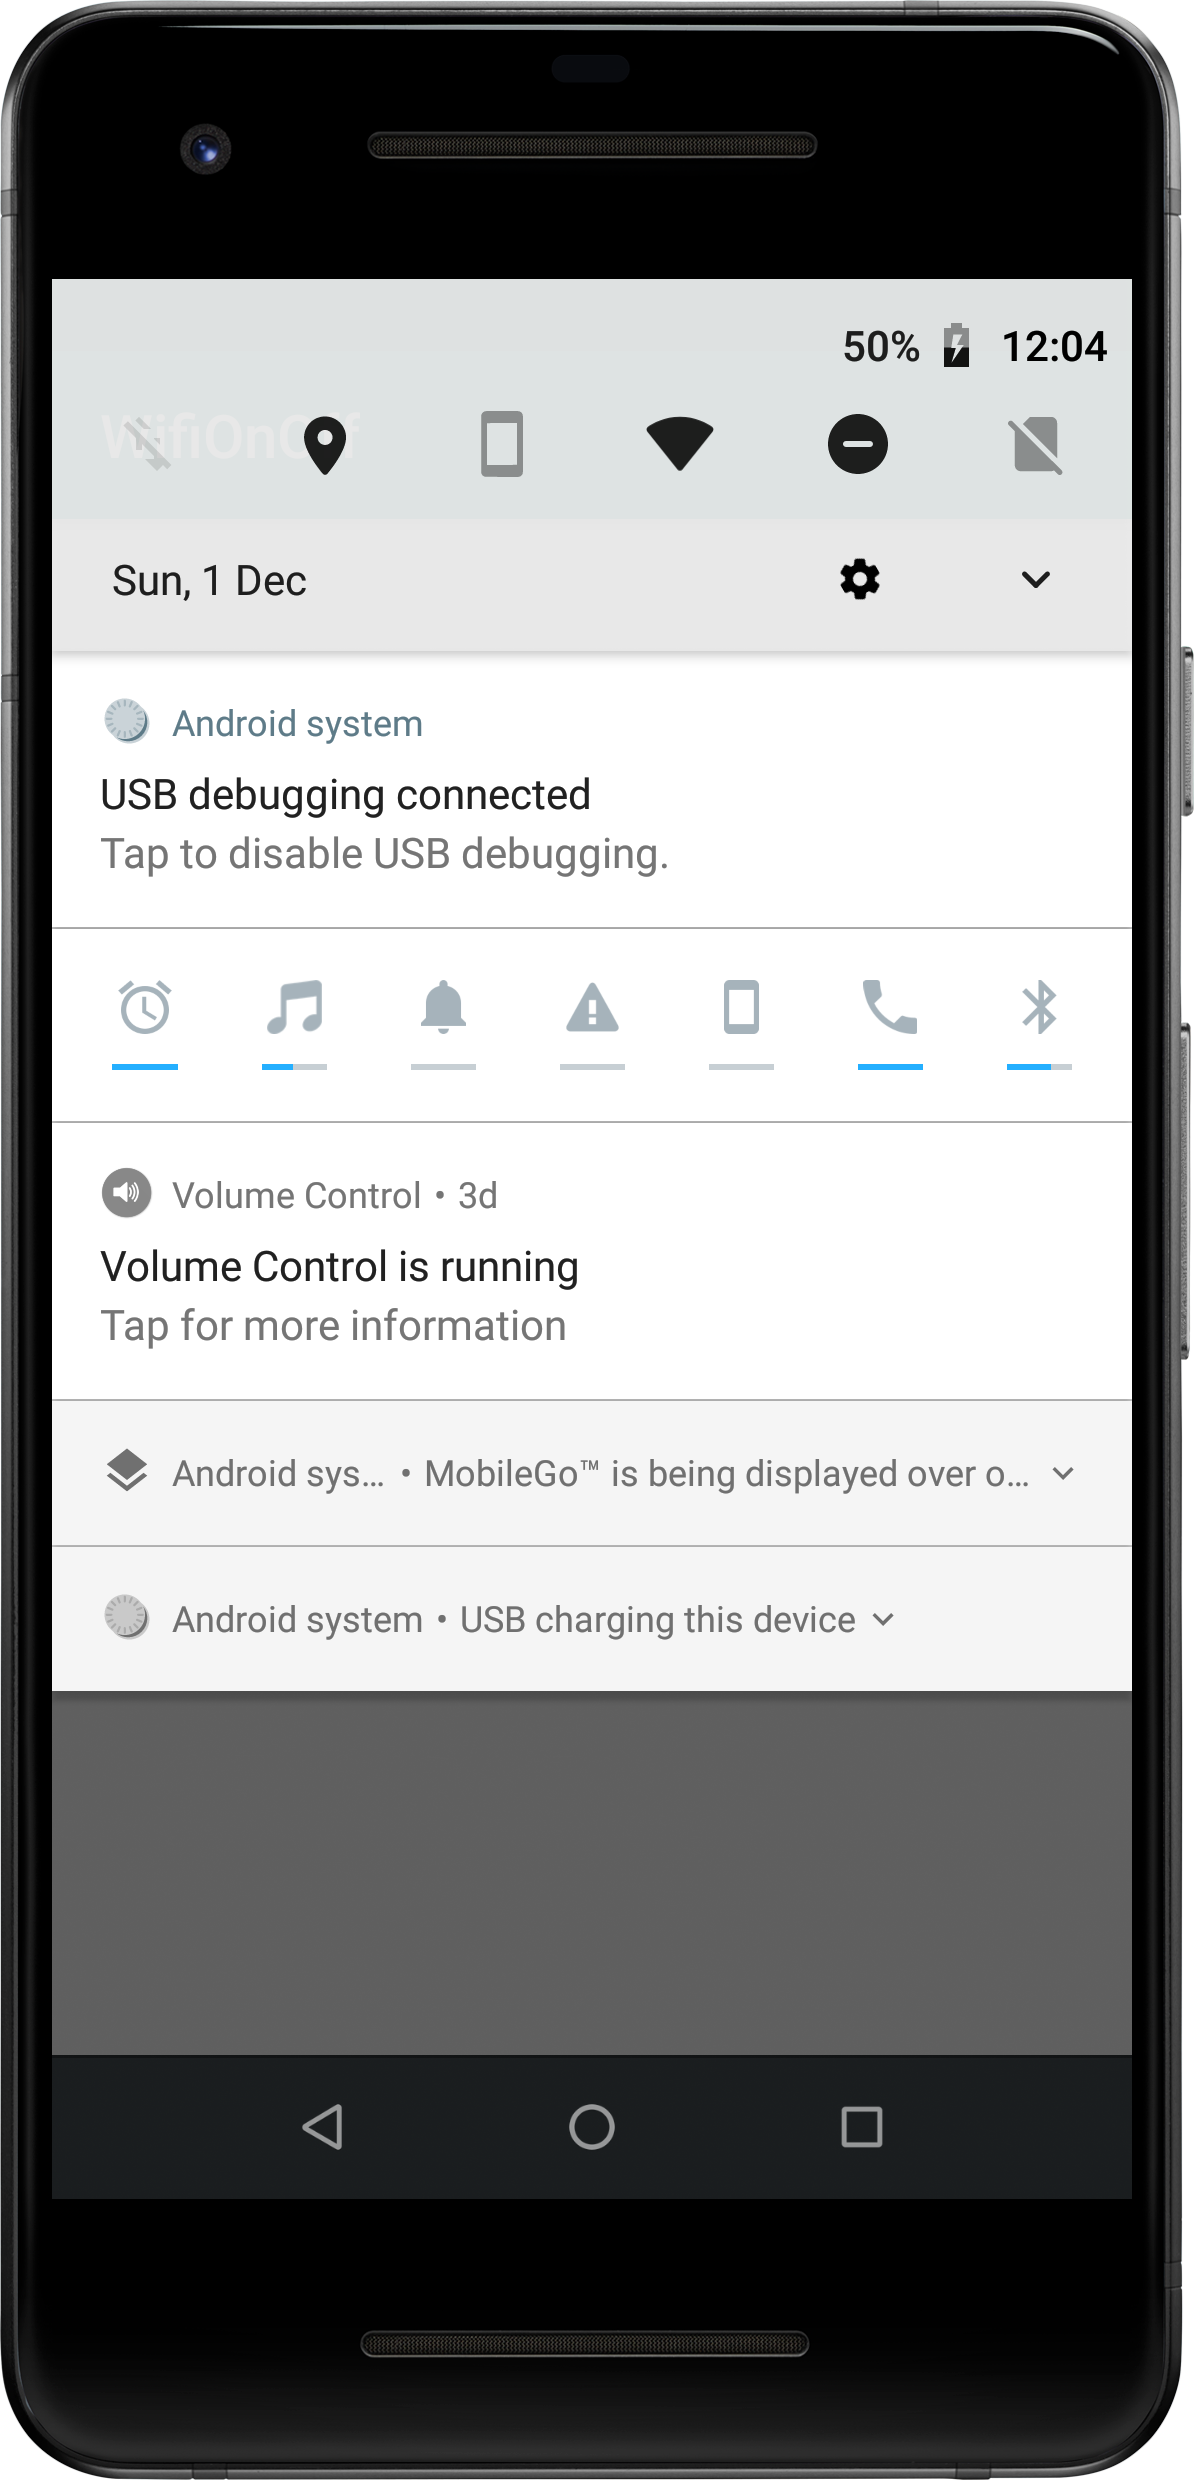 50% 12:04
WifiOnOff
Sun, 1 Dec
Android system
USB debugging connected
Tap to disable USB debugging.
Volume Control • 3d
Volume Control is running
Tap for more information
Android sys… • MobileGo™ is being displayed over o…
Android system • USB charging this device